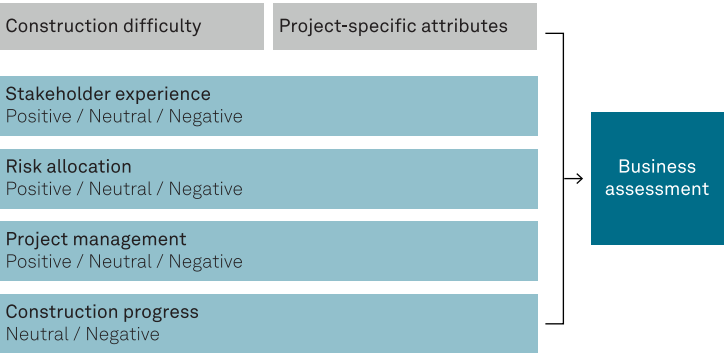 Construction difficulty
Project-specific attributes
Stakeholder experience
Positive / Neutral / Negative
Risk allocation
Positive / Neutral / Negative
Project management
Positive / Neutral / Negative
Construction progress
Neutral / Negative
Business
assessment